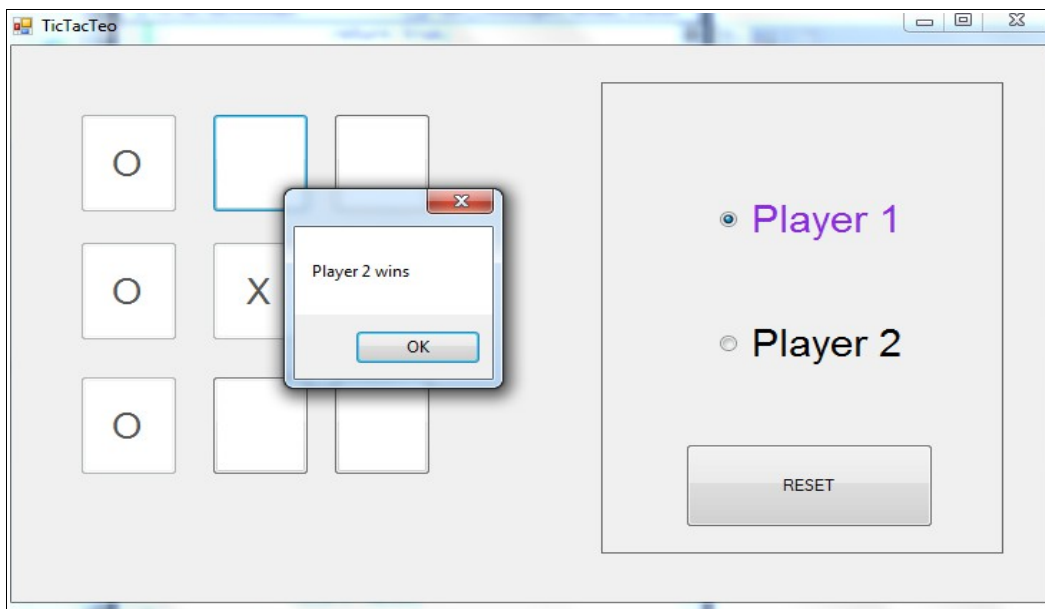 TicTacTeo
O
O X
O
Player 2 wins
OK
Player 1
Player 2
RESET